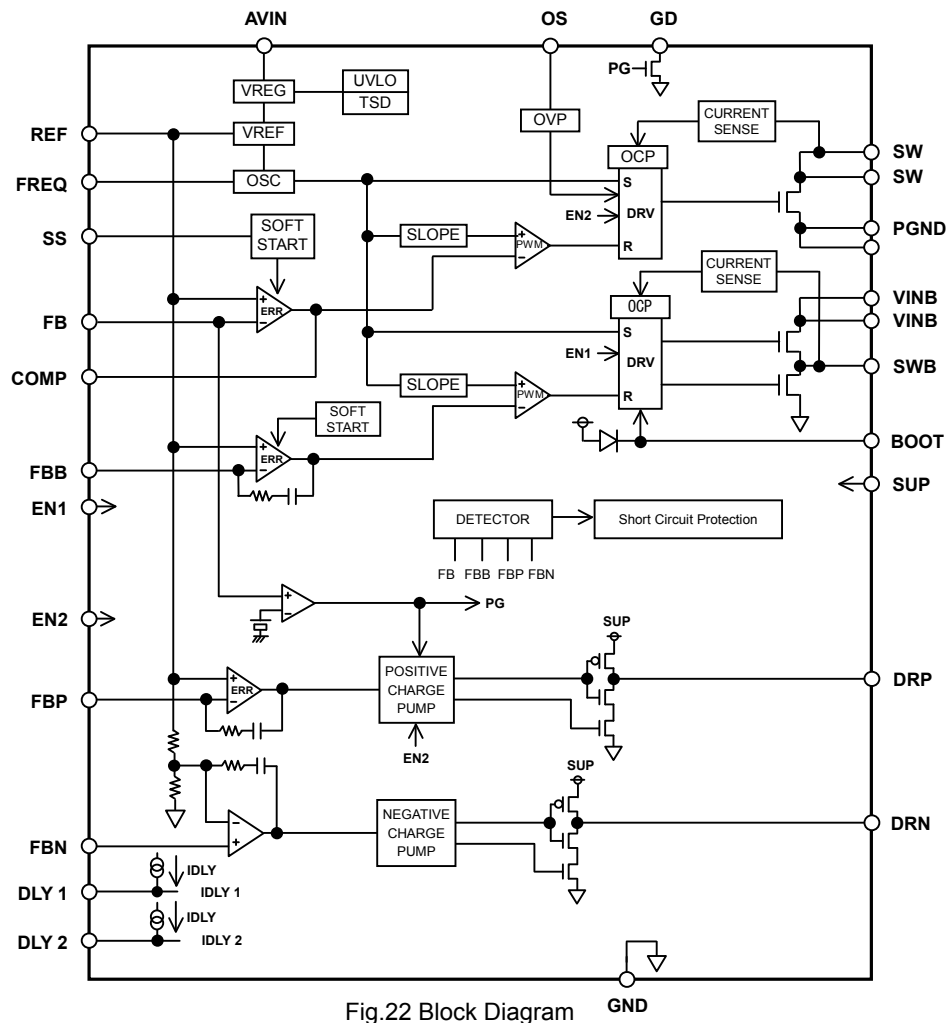 AVIN
OS
GD
PG
UVLO
VREG
TSD
CURRENT
SENSE
OVP
REF
VREF
OCP
SW
FREQ
OSC
S
SW
EN2
DRV
SS
SOFT
START
SLOPE
+
PWM
−
R
PGND
CURRENT
SENSE
+
ERR
−
FB
VINB
OCP
VINB
S
EN1
DRV
SWB
COMP
SLOPE
+
PWM
−
R
SOFT
START
+
ERR
−
BOOT
FBB
SUP
EN1
DETECTOR
Short Circuit Protection
FB FBB FBP FBN
+
−
PG
EN2
SUP
+
ERR
−
POSITIVE
CHARGE
PUMP
DRP
FBP
EN2
SUP
−
+
NEGATIVE
CHARGE
PUMP
DRN
FBN
IDLY
DLY 1
IDLY 1
IDLY
DLY 2
IDLY 2
GND
Fig.22 Block Diagram